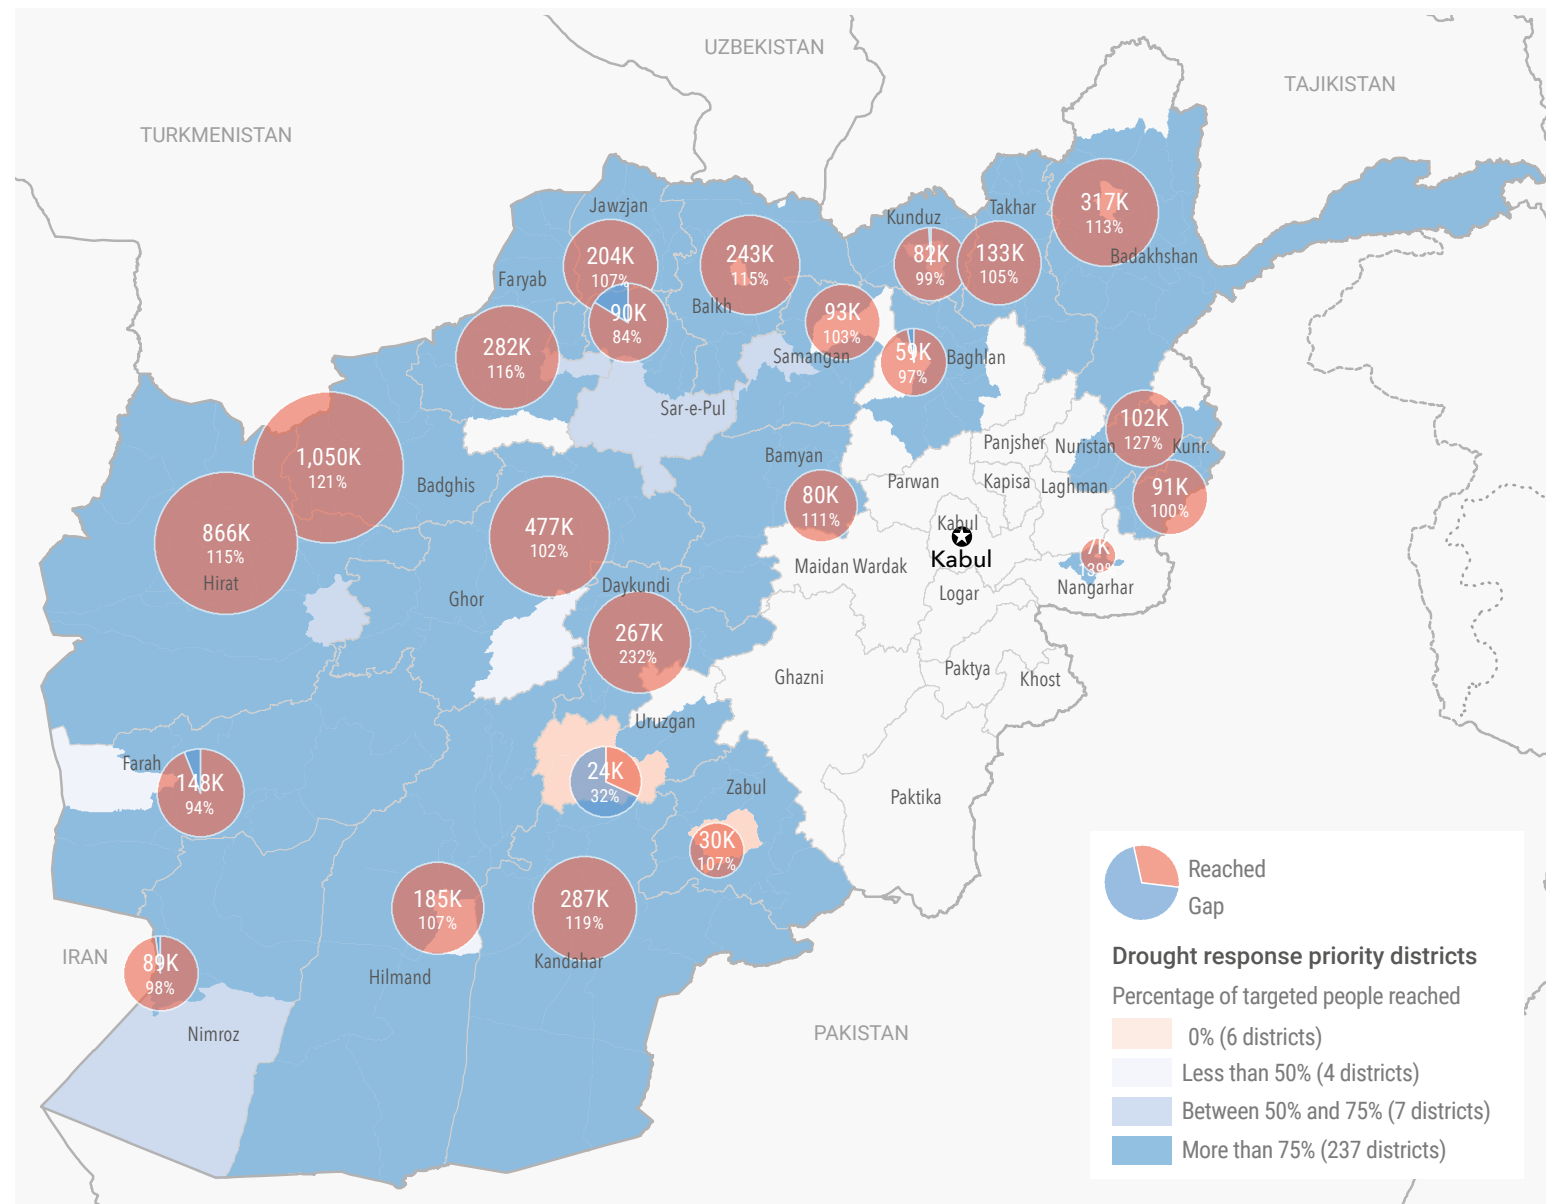 UZBEKISTAN
TAJIKISTAN
TURKMENISTAN
Jawzjan
204K
107%
Kunduz
82K
99%
Takhar
133K
105%
317K
113%
Badakhshan
243K
115%
Balkh
Faryab
282K
116%
90K
84%
93K
103%
Samangan
59K
97%
Baghlan
Sar-e-Pul
102K
127%
Nuristan
Kunr.
Panjsher
1,050K
121%
Badghis
Bamyan
80K
111%
Parwan
Kapisa
Laghman
91K
100%
866K
115%
Hirat
477K
102%
Kabul
Kabul
7K
139%
Nangarhar
Maidan Wardak
Logar
Ghor
Daykundi
267K
232%
Ghazni
Paktya
Khost
Uruzgan
24K
32%
Farah
148K
94%
Zabul
30K
107%
Paktika
185K
107%
Hilmand
287K
119%
Kandahar
IRAN
89K
98%
Nimroz
PAKISTAN
Reached
Gap
Drought response priority districts
Percentage of targeted people reached
0% (6 districts)
Less than 50% (4 districts)
Between 50% and 75% (7 districts)
More than 75% (237 districts)